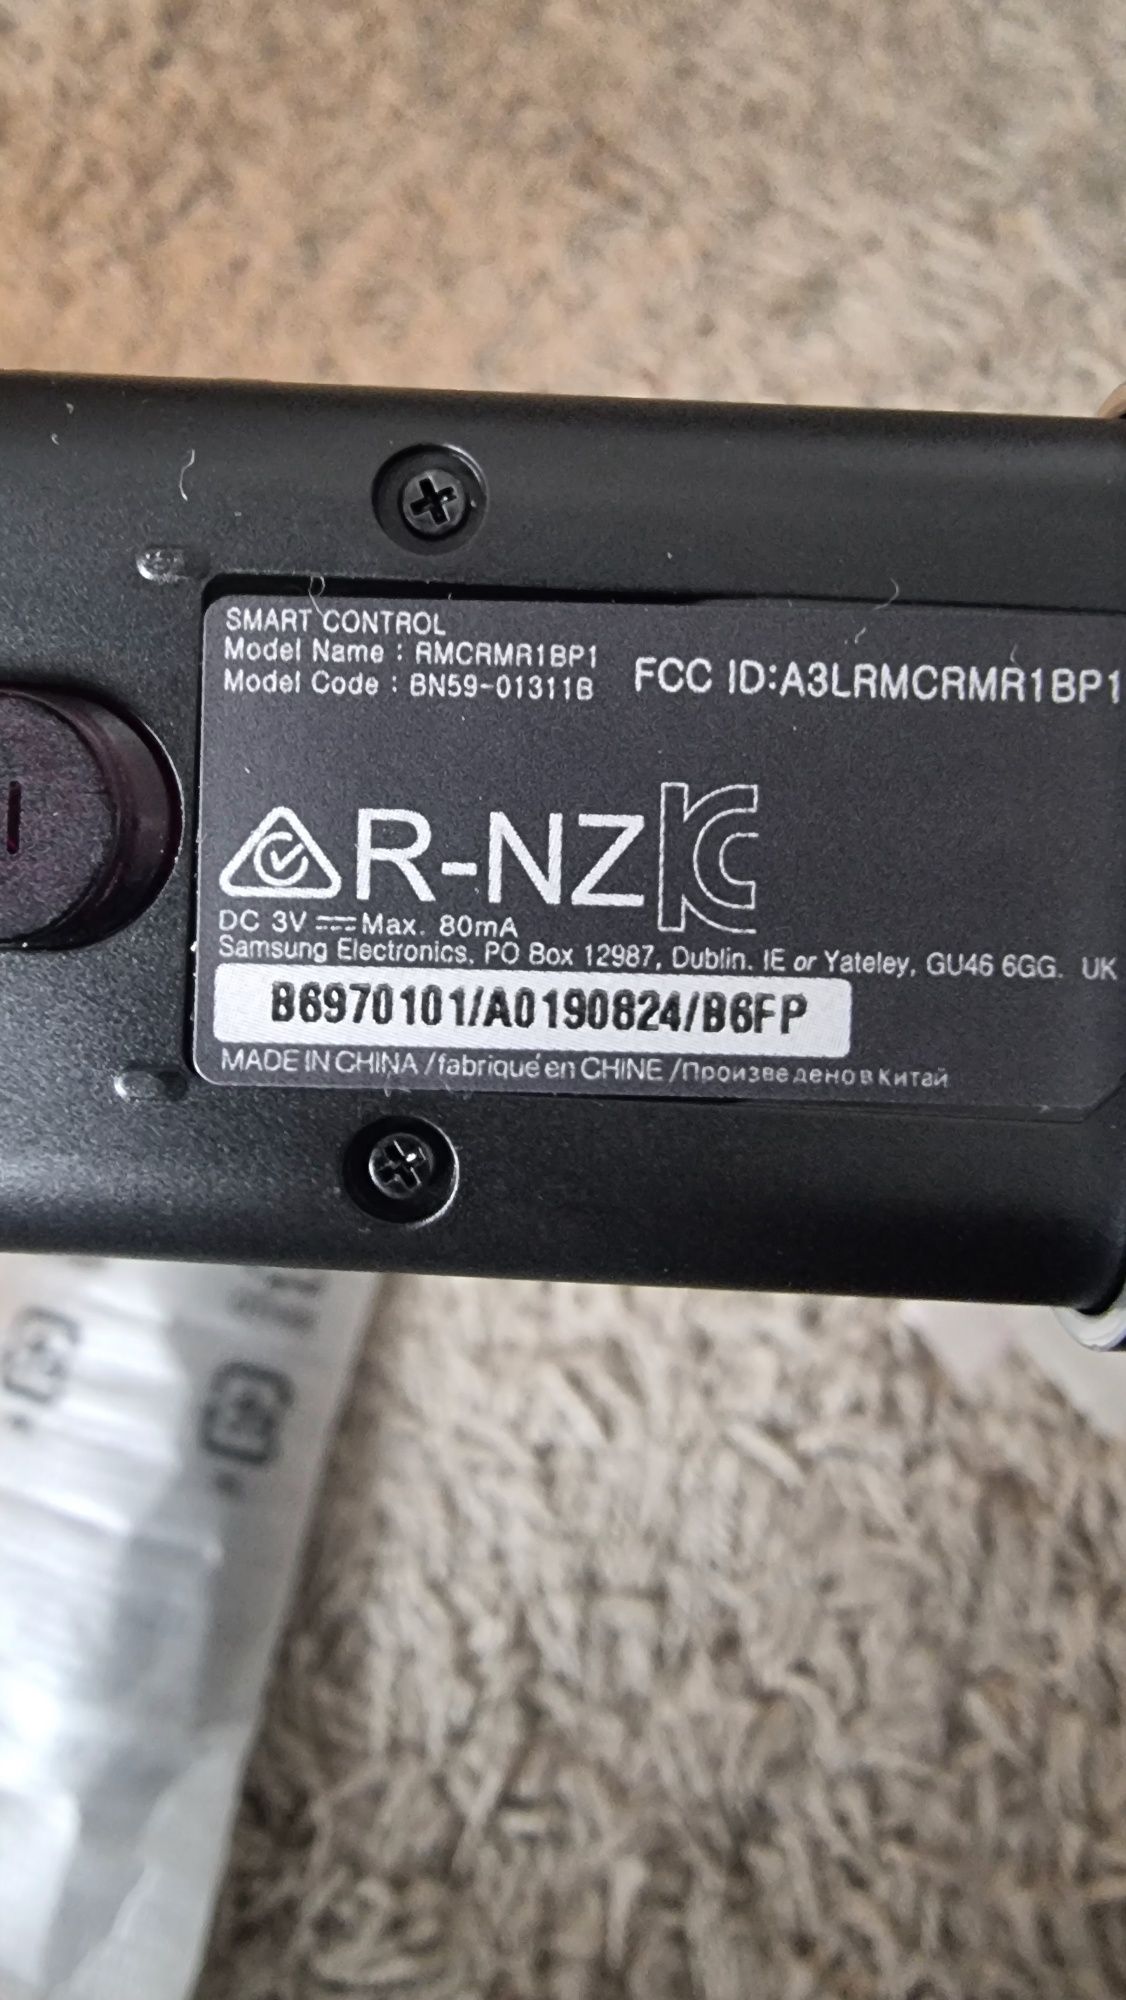 SMART CONTROL
Model Name : RMCRMR1BP1
Model Code : BN59-01311B
FCC ID:A3LRMCRMR1BP1
R-NZ
DC 3V Max. 80mA
Samsung Electronics. PO Box 12987, Dublin. IE or Yateley, GU46 6GG. UK
B6970101/A0190824/B6FP
MADE IN CHINA /fabriqué en CHINE /Произведено в Китай